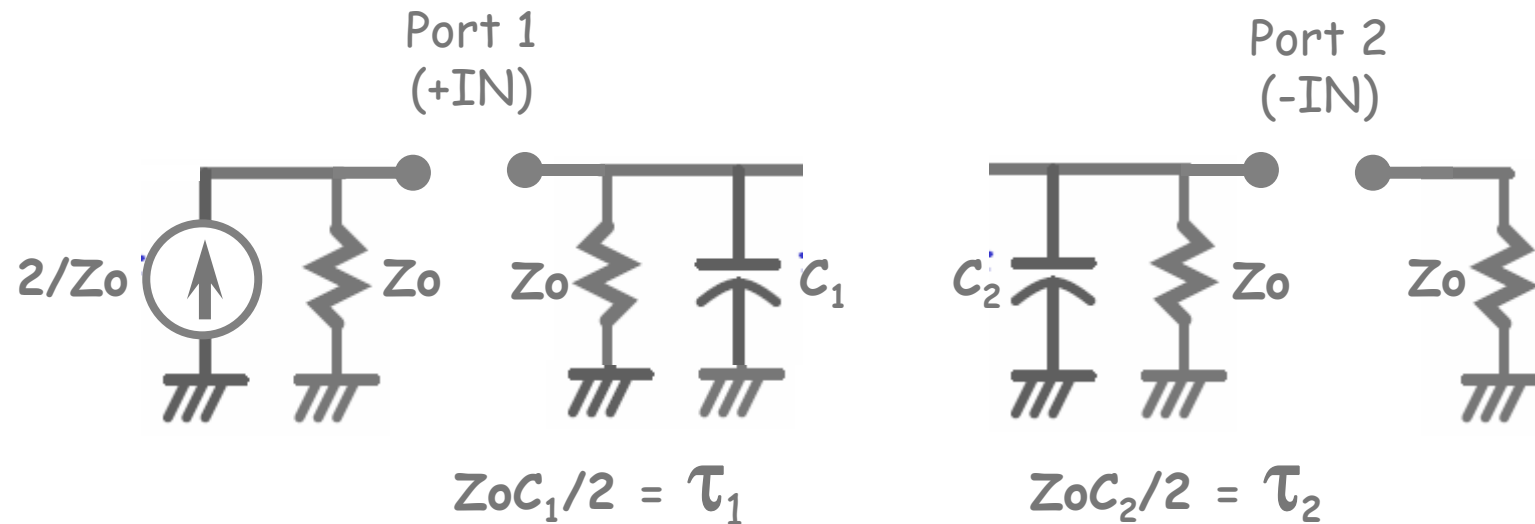 Port 1
(+IN)
Port 2
(-IN)
2/Zo
Zo
Zo
C₁
C₂
Zo
Zo
ZoC₁/2 = τ₁
ZoC₂/2 = τ₂